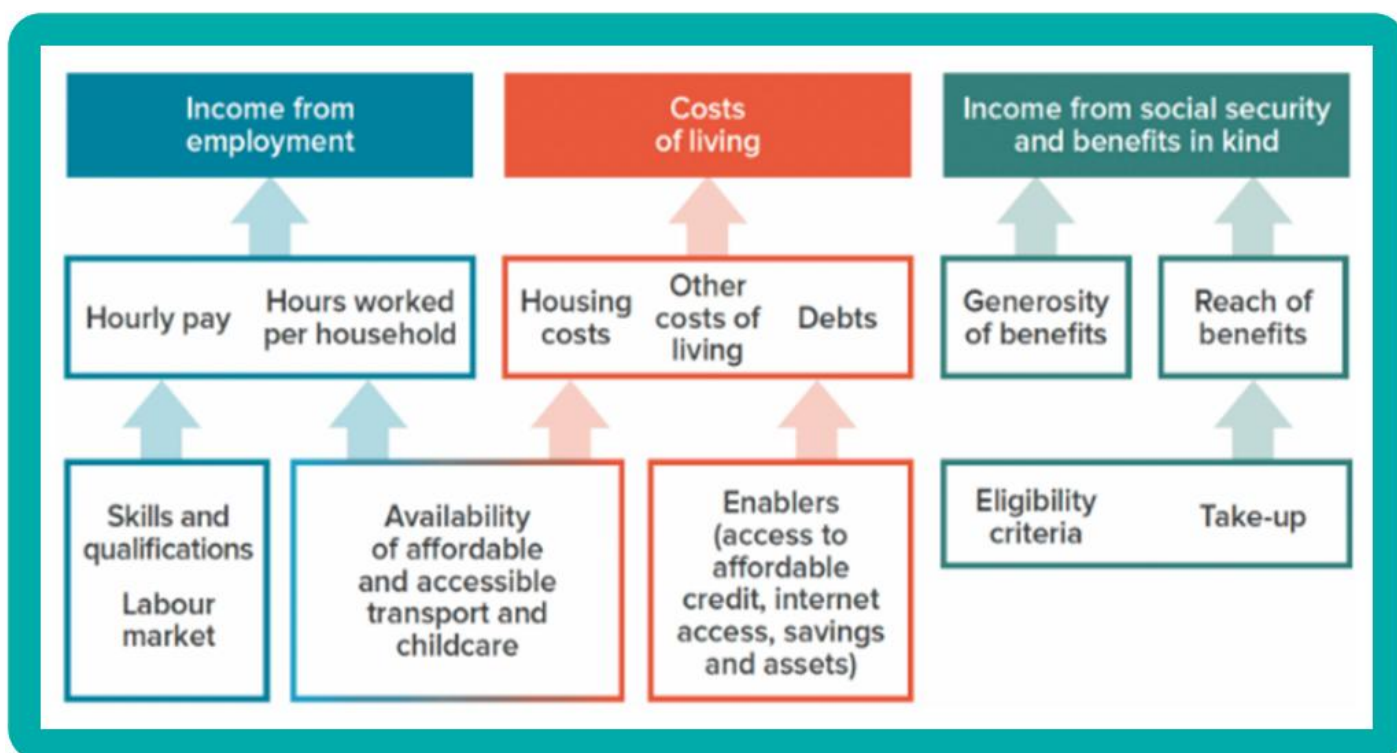 Income from
employment
Costs
of living
Income from social security
and benefits in kind
Hourly pay
Hours worked
per household
Housing
costs
Other
costs of
living
Debts
Generosity
of benefits
Reach of
benefits
Skills and
qualifications
Labour
market
Availability
of affordable
and accessible
transport and
childcare
Enablers
(access to
affordable
credit, internet
access, savings
and assets)
Eligibility
criteria
Take-up